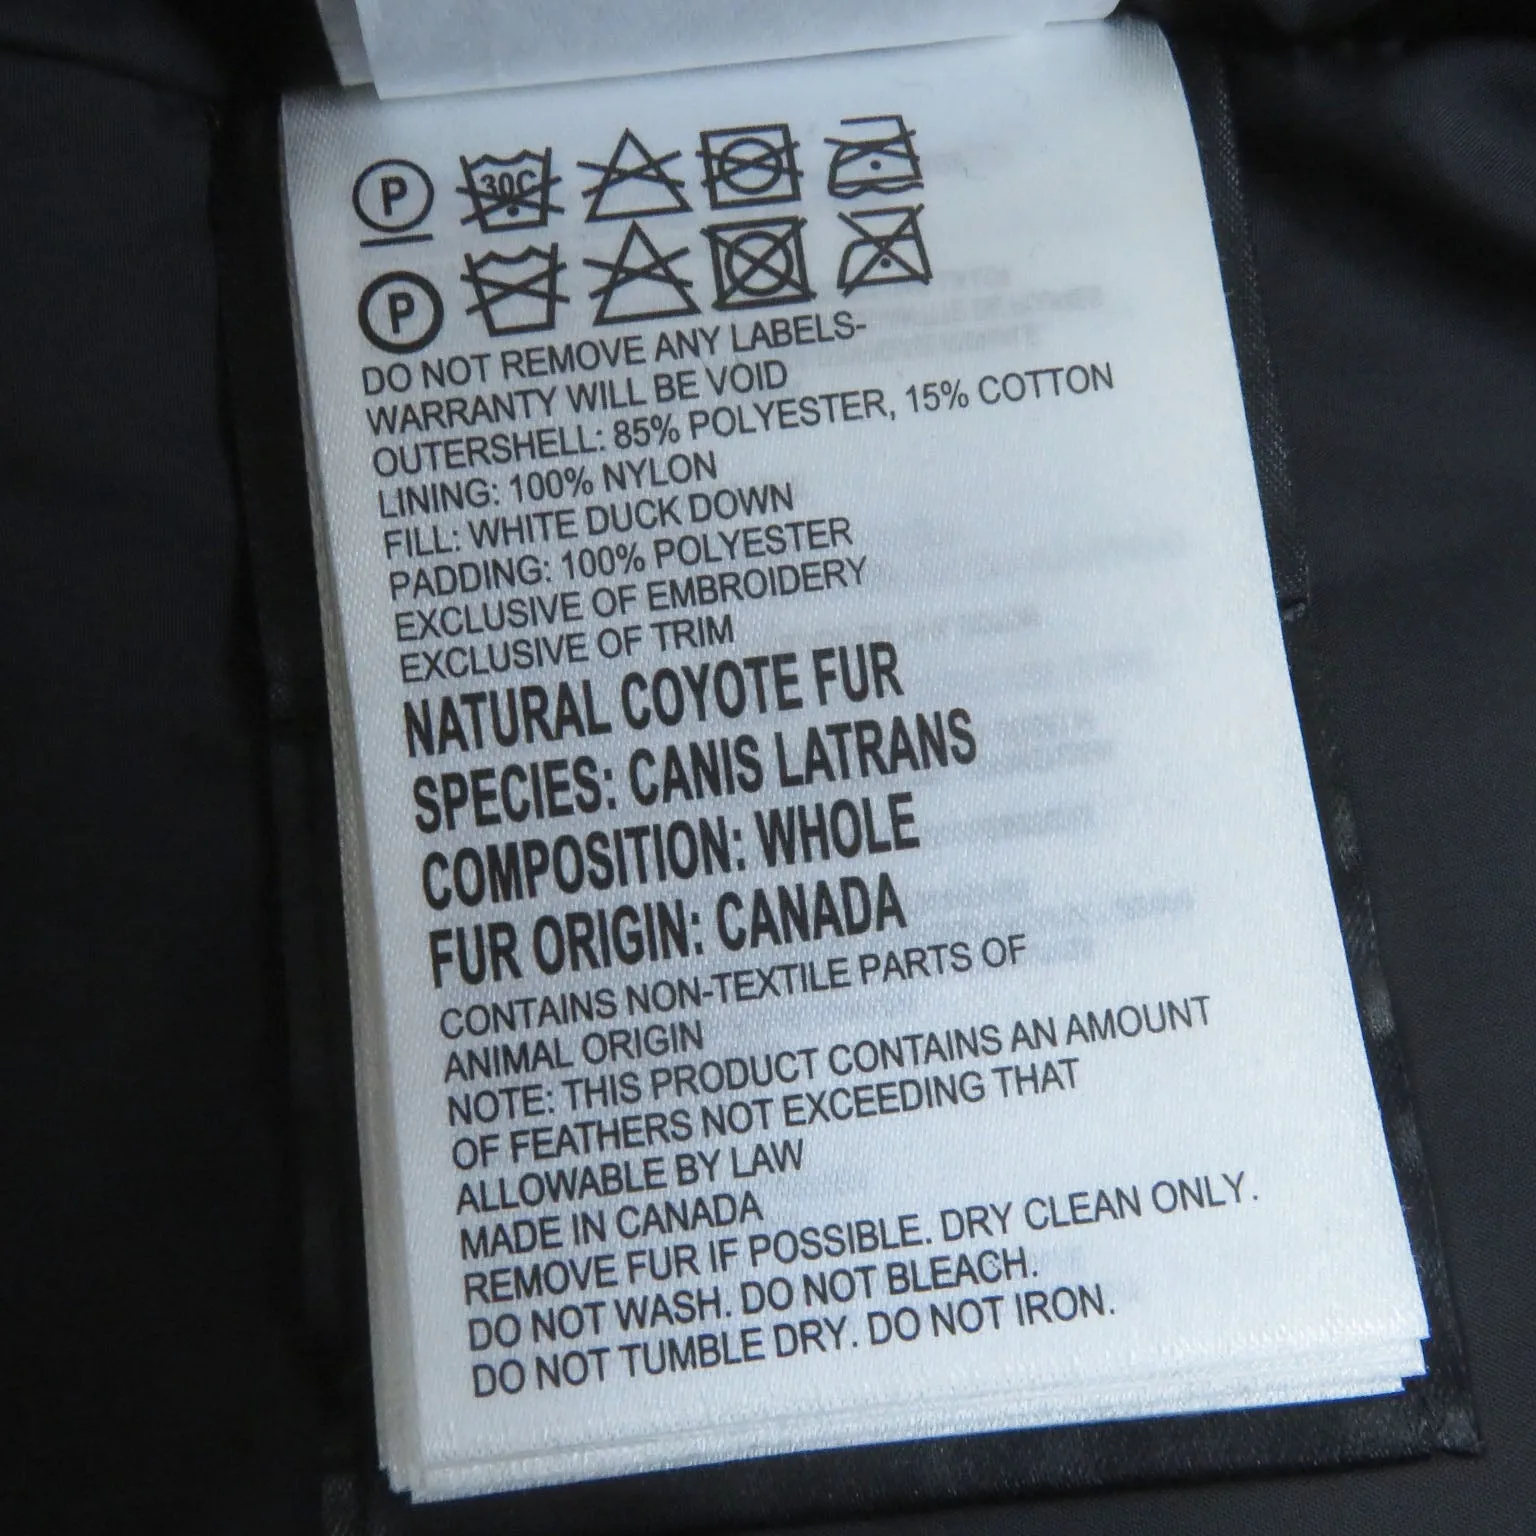 P 30C
P
DO NOT REMOVE ANY LABELS-
WARRANTY WILL BE VOID
OUTERSHELL: 85% POLYESTER, 15% COTTON
LINING: 100% NYLON
FILL: WHITE DUCK DOWN
PADDING: 100% POLYESTER
EXCLUSIVE OF EMBROIDERY
EXCLUSIVE OF TRIM
NATURAL COYOTE FUR
SPECIES: CANIS LATRANS
COMPOSITION: WHOLE
FUR ORIGIN: CANADA
CONTAINS NON-TEXTILE PARTS OF
ANIMAL ORIGIN
NOTE: THIS PRODUCT CONTAINS AN AMOUNT
OF FEATHERS NOT EXCEEDING THAT
ALLOWABLE BY LAW
MADE IN CANADA
REMOVE FUR IF POSSIBLE. DRY CLEAN ONLY.
DO NOT WASH. DO NOT BLEACH.
DO NOT TUMBLE DRY. DO NOT IRON.